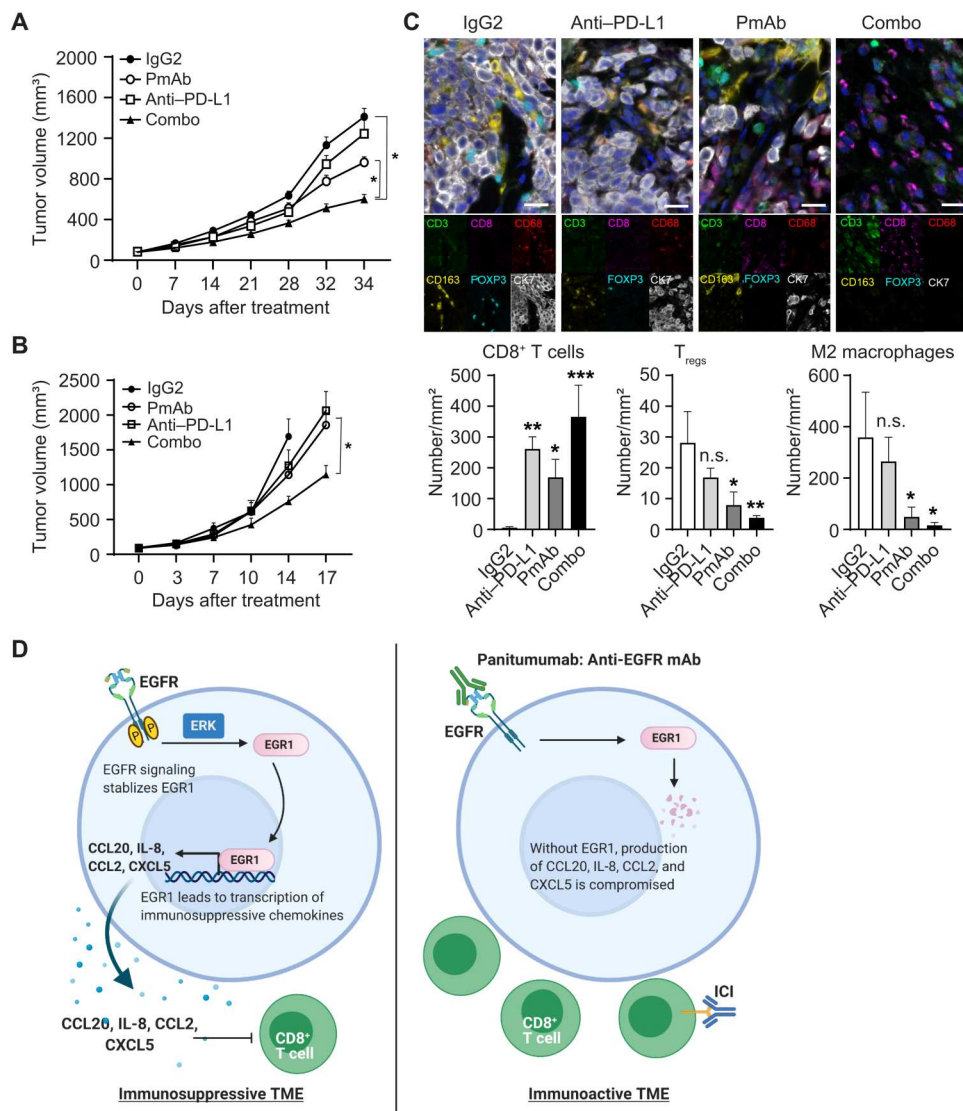 A
Tumor volume (mm³)
2000
1600
1200
800
400
0
IgG2
PmAb
Anti–PD-L1
Combo
*
*
0 7 14 21 28 32 34
Days after treatment
B
Tumor volume (mm³)
2500
2000
1500
1000
500
0
IgG2
PmAb
Anti–PD-L1
Combo
*
0 3 7 10 14 17
Days after treatment
C
IgG2 Anti–PD-L1 PmAb Combo
CD3 CD8 CD68 CD3 CD8 CD68 CD3 CD8 CD68 CD3 CD8 CD68
CD163 FOXP3 CK7 CD163 FOXP3 CK7 CD163 FOXP3 CK7 CD163 FOXP3 CK7
CD8⁺ T cells
Number/mm²
500
400
300
200
100
0
** * ***
IgG2
Anti–PD-L1
PmAb
Combo
Tregs
Number/mm²
50
40
30
20
10
0
n.s. * **
IgG2
Anti–PD-L1
PmAb
Combo
M2 macrophages
Number/mm²
600
400
200
0
n.s. * *
IgG2
Anti–PD-L1
PmAb
Combo
D
EGFR
P P
ERK
EGR1
EGFR signaling
stablizes EGR1
CCL20, IL-8,
CCL2, CXCL5
EGR1
EGR1 leads to transcription of
immunosuppressive chemokines
CCL20, IL-8, CCL2,
CXCL5
CD8⁺
T cell
Immunosuppressive TME
Panitumumab: Anti-EGFR mAb
EGFR
EGR1
Without EGR1, production
of CCL20, IL-8, CCL2, and
CXCL5 is compromised
CD8⁺
T cell
ICI
Immunoactive TME